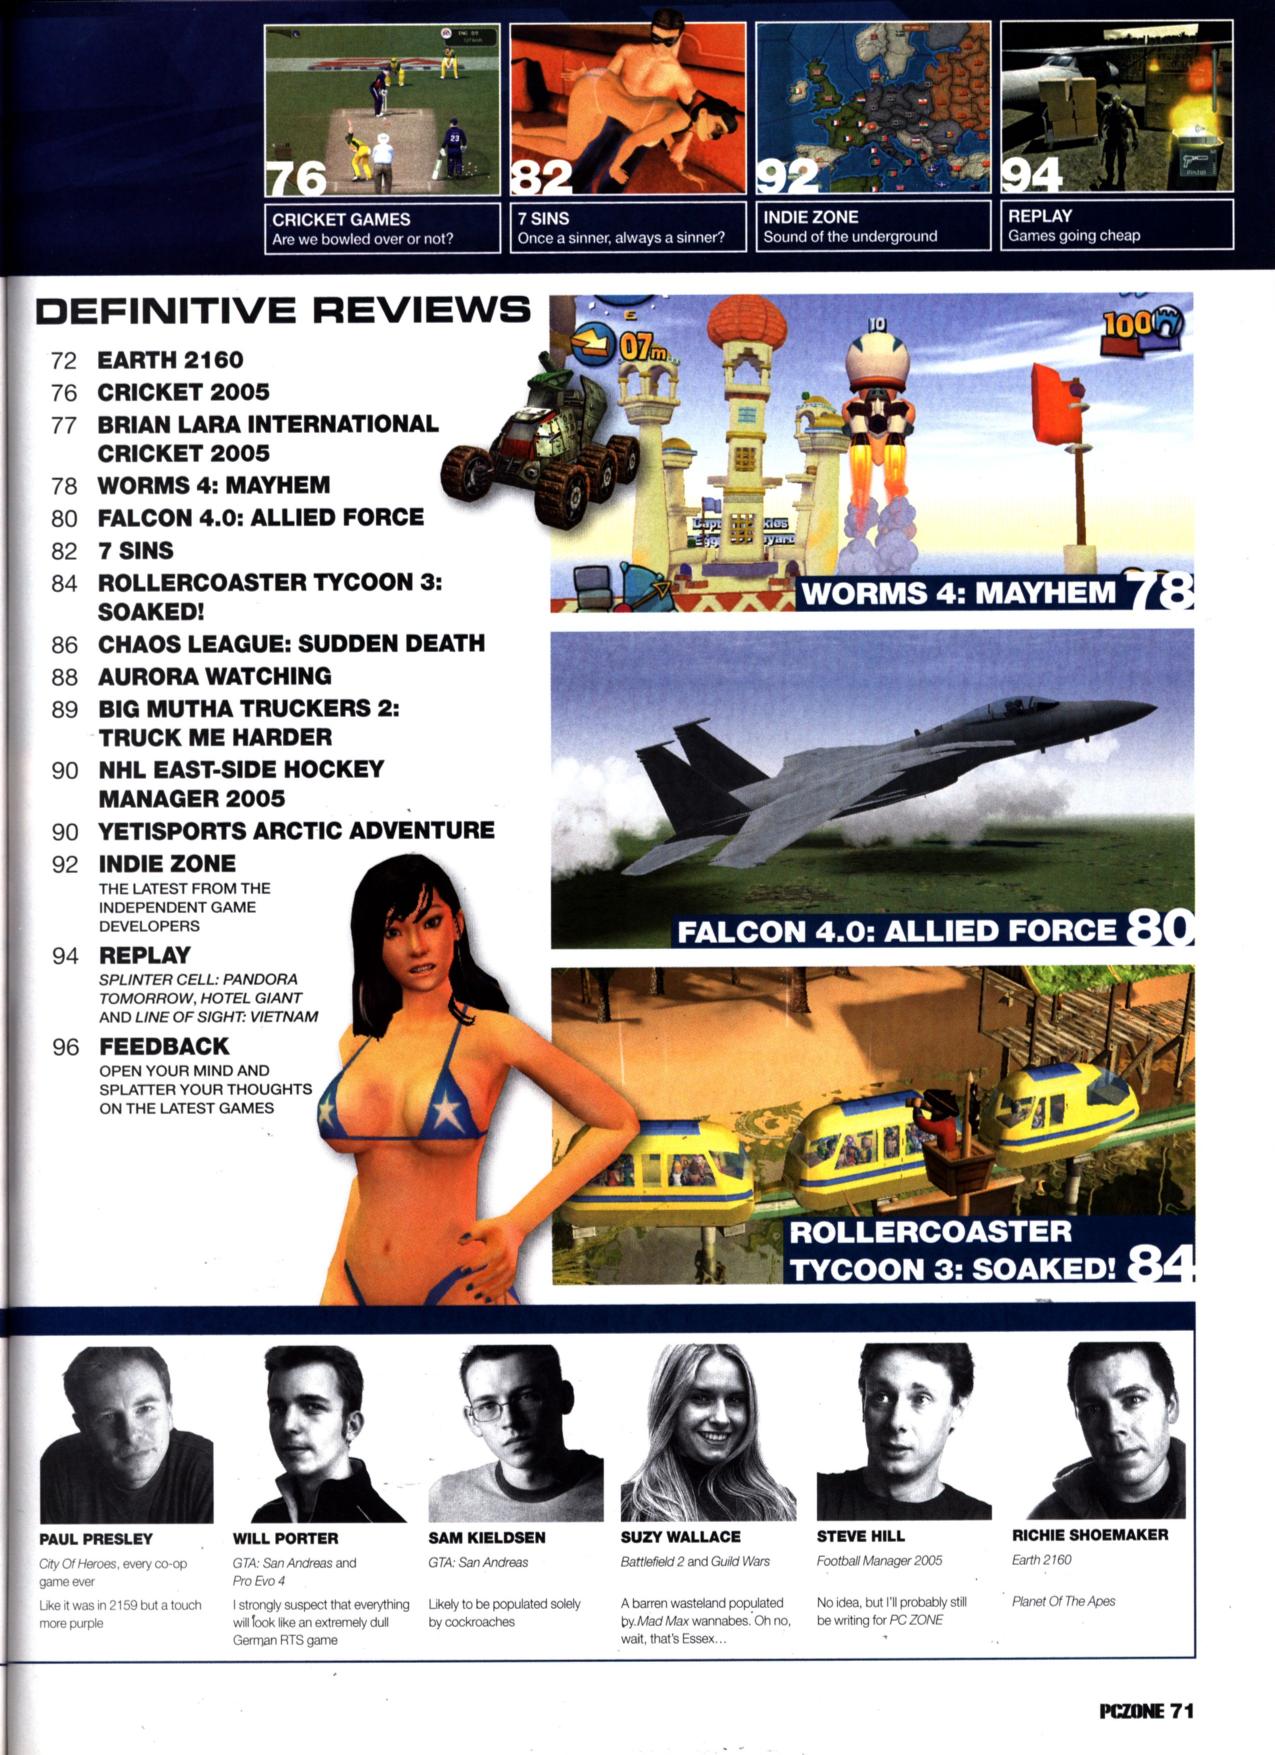 76
CRICKET GAMES
Are we bowled over or not?
82
7 SINS
Once a sinner, always a sinner?
92
INDIE ZONE
Sound of the underground
94
REPLAY
Games going cheap
DEFINITIVE REVIEWS
72 EARTH 2160
76 CRICKET 2005
77 BRIAN LARA INTERNATIONAL
CRICKET 2005
78 WORMS 4: MAYHEM
80 FALCON 4.0: ALLIED FORCE
82 7 SINS
84 ROLLERCOASTER TYCOON 3:
SOAKED!
86 CHAOS LEAGUE: SUDDEN DEATH
88 AURORA WATCHING
89 BIG MUTHA TRUCKERS 2:
TRUCK ME HARDER
90 NHL EAST-SIDE HOCKEY
MANAGER 2005
90 YETISPORTS ARCTIC ADVENTURE
92 INDIE ZONE
THE LATEST FROM THE
INDEPENDENT GAME
DEVELOPERS
94 REPLAY
SPLINTER CELL: PANDORA
TOMORROW, HOTEL GIANT
AND LINE OF SIGHT: VIETNAM
96 FEEDBACK
OPEN YOUR MIND AND
SPLATTER YOUR THOUGHTS
ON THE LATEST GAMES
E
07m
10
100
WORMS 4: MAYHEM 78
FALCON 4.0: ALLIED FORCE 80
ROLLERCOASTER
TYCOON 3: SOAKED! 84
PAUL PRESLEY
City Of Heroes, every co-op
game ever
Like it was in 2159 but a touch
more purple
WILL PORTER
GTA: San Andreas and
Pro Evo 4
I strongly suspect that everything
will look like an extremely dull
German RTS game
SAM KIELDSEN
GTA: San Andreas
Likely to be populated solely
by cockroaches
SUZY WALLACE
Battlefield 2 and Guild Wars
A barren wasteland populated
by Mad Max wannabes. Oh no,
wait, that's Essex...
STEVE HILL
Football Manager 2005
No idea, but I'll probably still
be writing for PC ZONE
RICHIE SHOEMAKER
Earth 2160
Planet Of The Apes
PCZONE 71